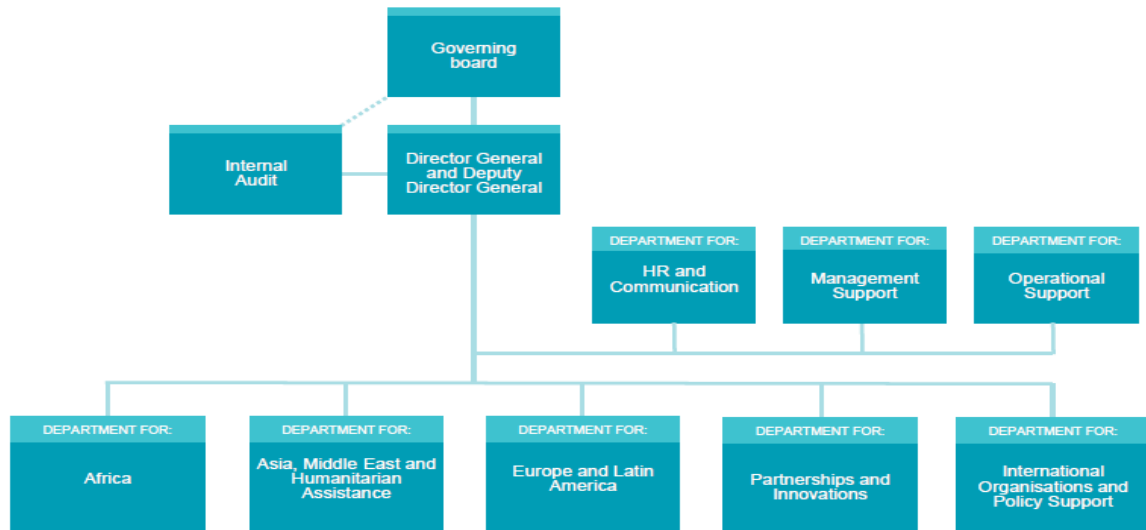 Governing
board
Internal
Audit
Director General
and Deputy
Director General
DEPARTMENT FOR:
HR and
Communication
DEPARTMENT FOR:
Management
Support
DEPARTMENT FOR:
Operational
Support
DEPARTMENT FOR:
Africa
DEPARTMENT FOR:
Asia, Middle East and
Humanitarian
Assistance
DEPARTMENT FOR:
Europe and Latin
America
DEPARTMENT FOR:
Partnerships and
Innovations
DEPARTMENT FOR:
International
Organisations and
Policy Support